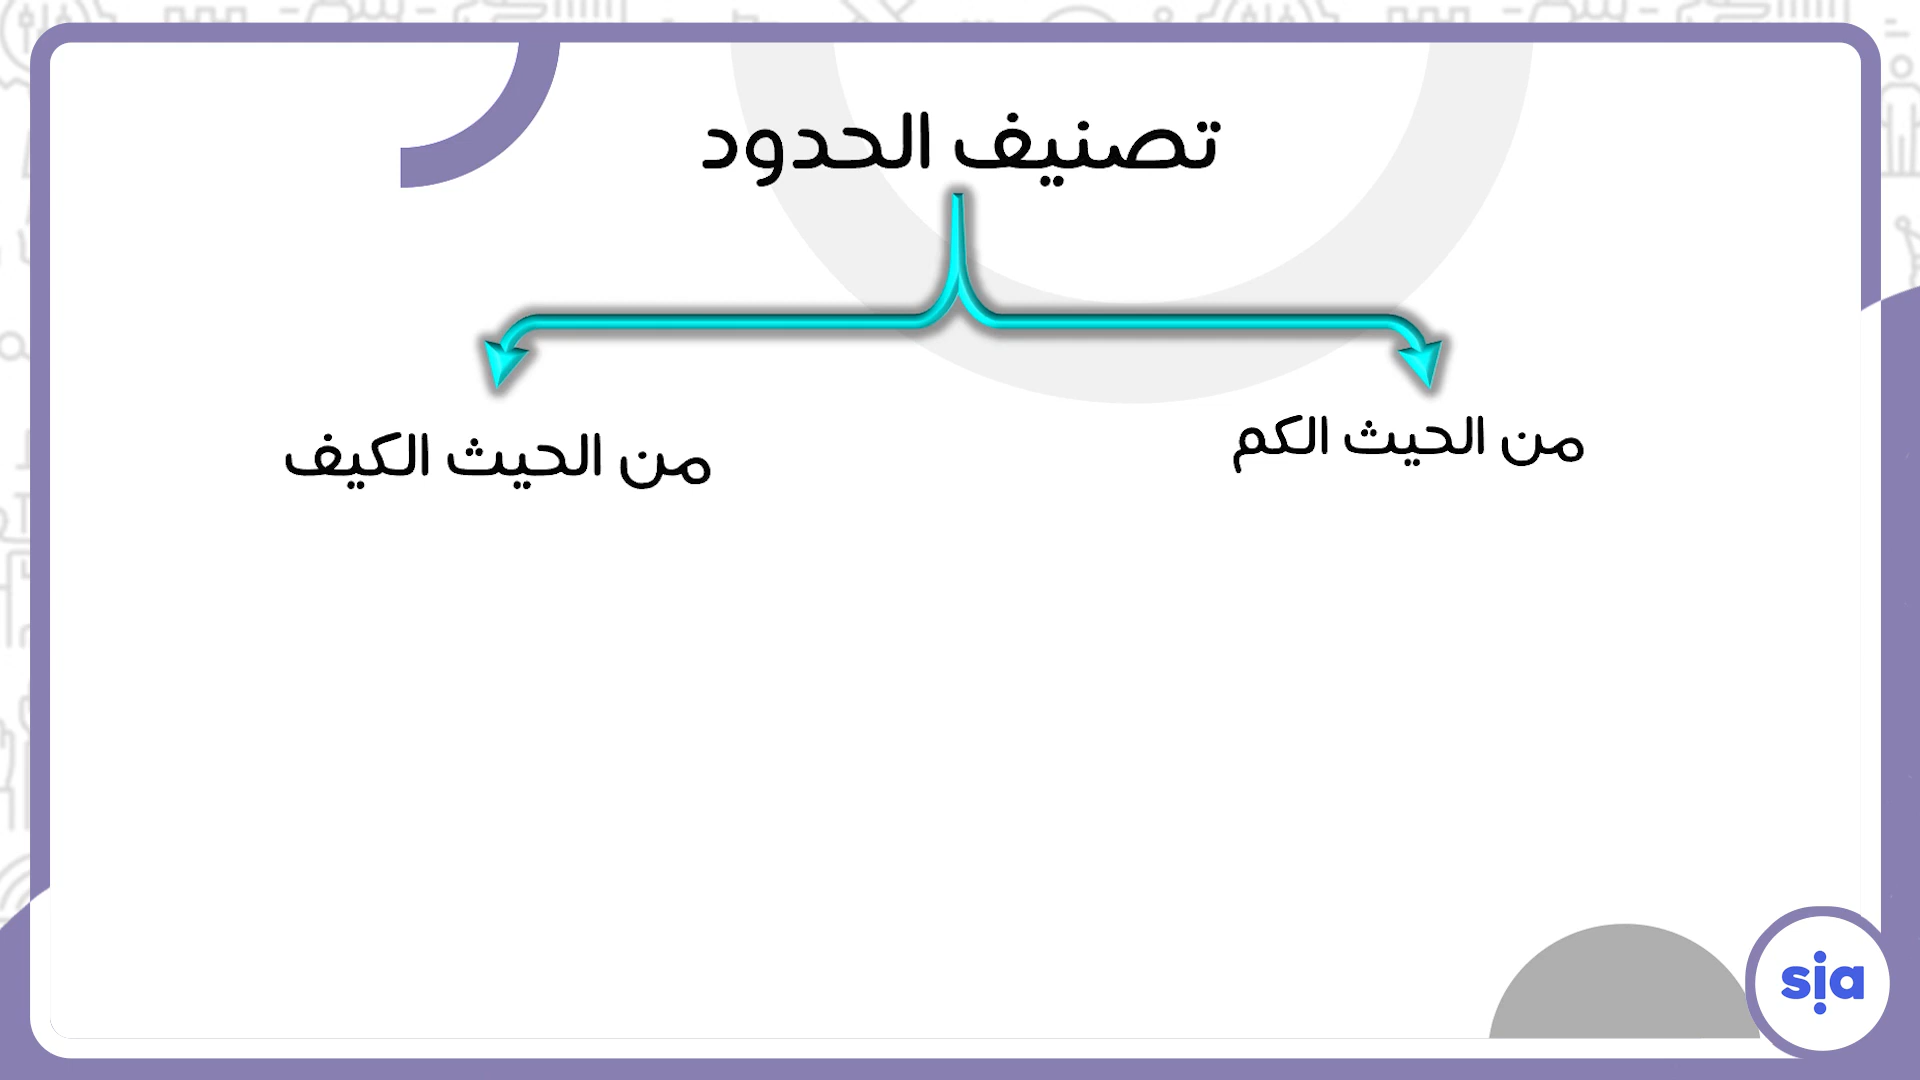 تصنيف الحدود
من الحيث الكم
من الحيث الكيف
sia